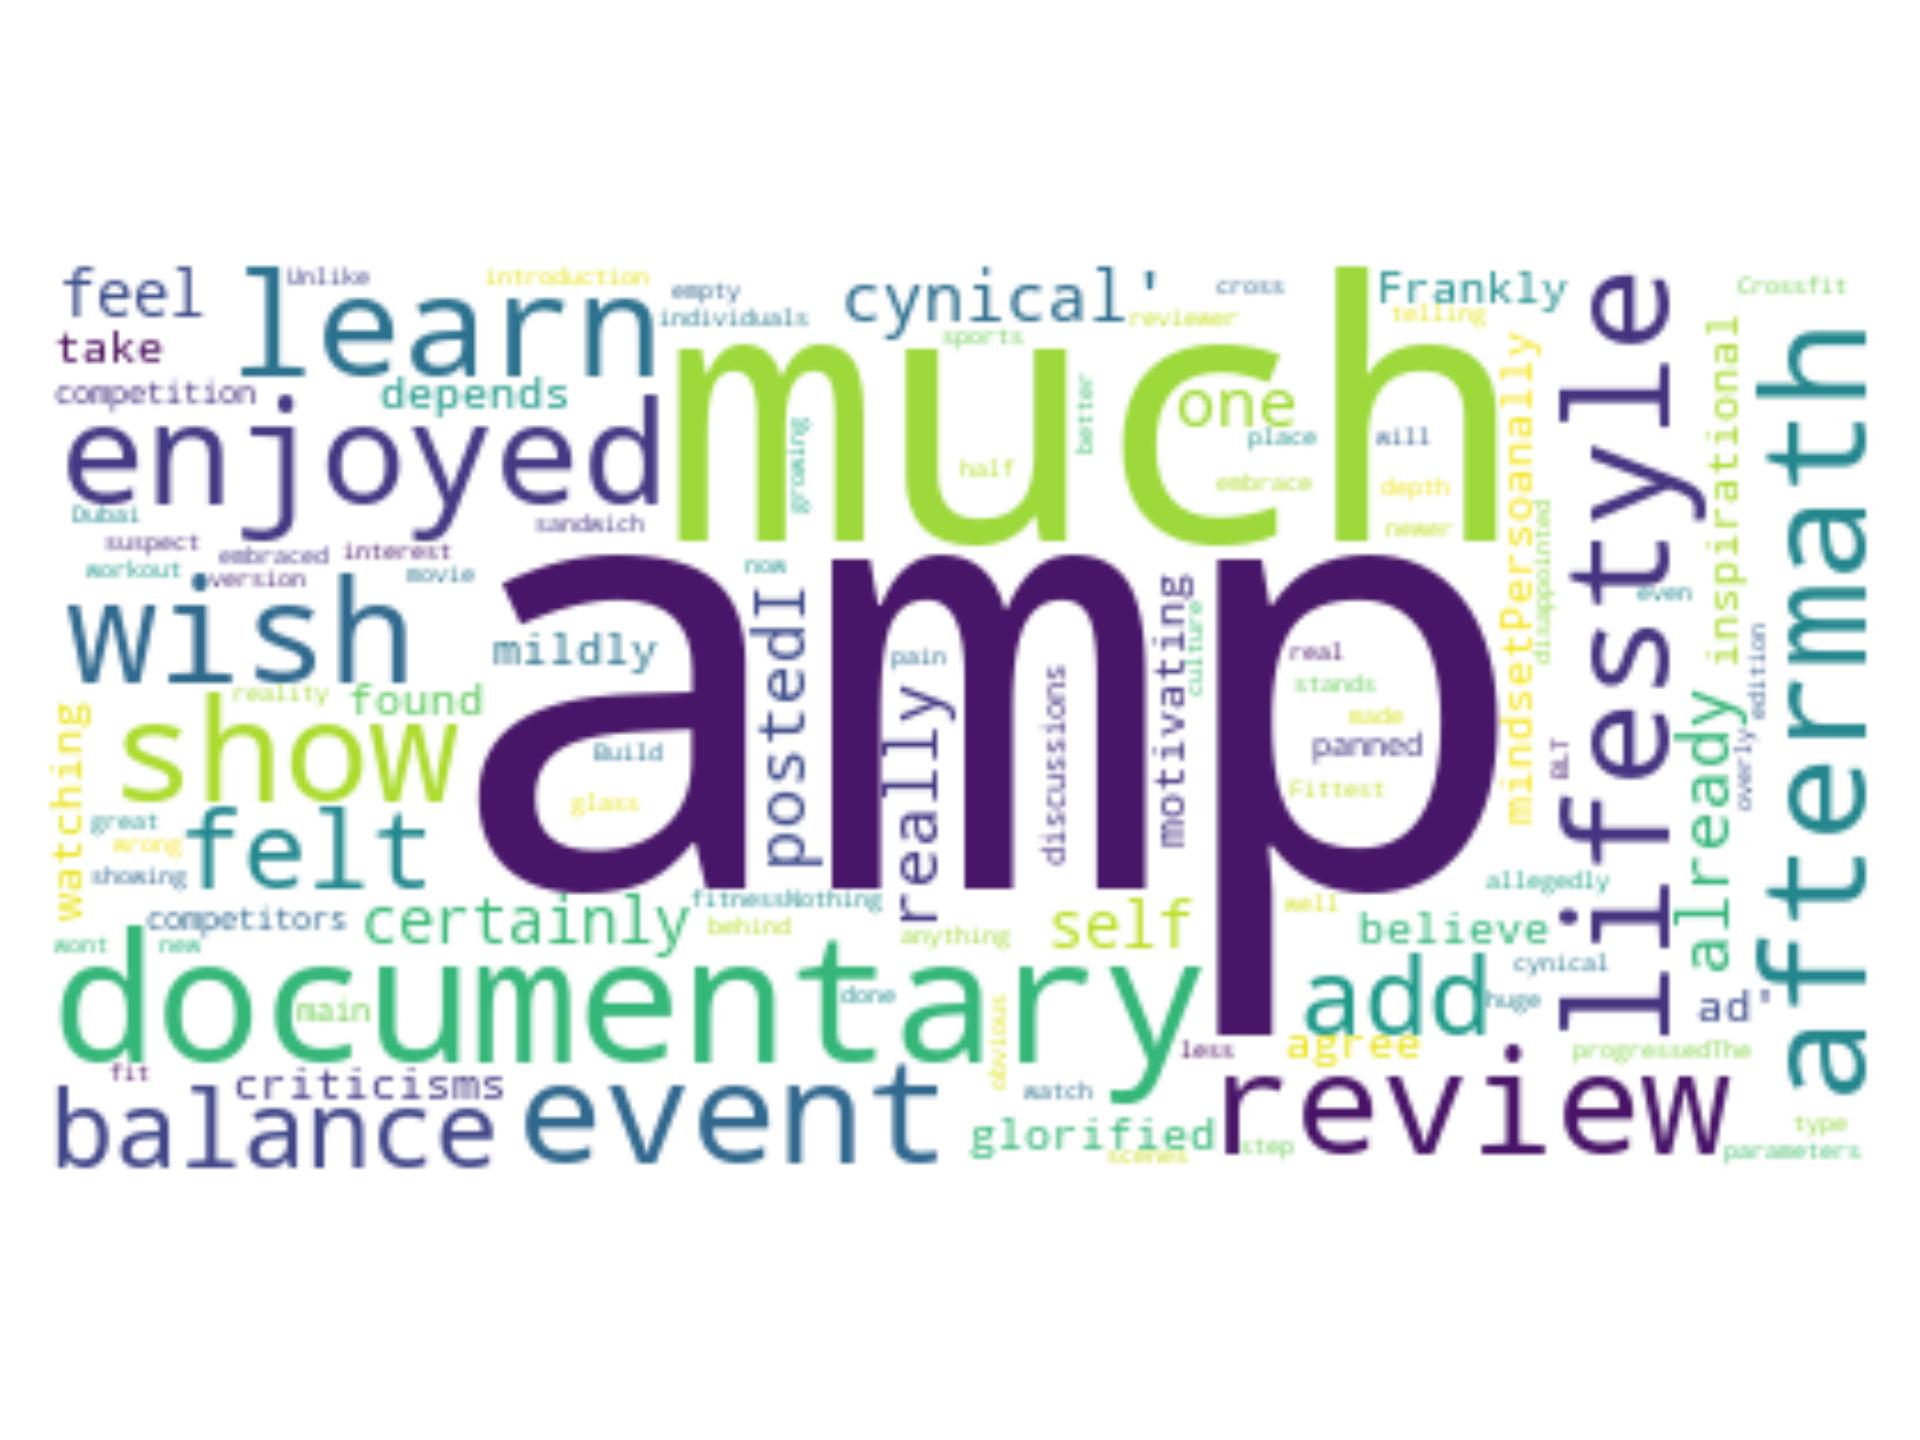 feel
learn
Unlike
introduction
empty
individuals
cynical'
cross
Frankly
Crossfit
take
reviewer
telling
sports
competition
depends
much
one
enjoyed
growing
better
place
will
half
embrace
depth
newer
Dubai
sandwich
suspect
embraced
interest
workout
version
movie
now
wish
amp
mildly
postedI
pain
motivating
culture
real
mindsetPersoanally
disappointed
lifestyle
even
inspirational
aftermath
reality
found
show
really
discussions
stands
made
panned
Build
glass
Fittest
BLT
already
overly
edition
watching
great
wrong
felt
showing
competitors
certainly
fitnessNothing
behind
anything
self
well
allegedly
believe
wont
new
cynical
documentary
main
done
obvious
add
huge
ad"
less
agree
progressedThe
fit
criticisms
balance
event
watch
glorified
scenes
step
review
type
parameters